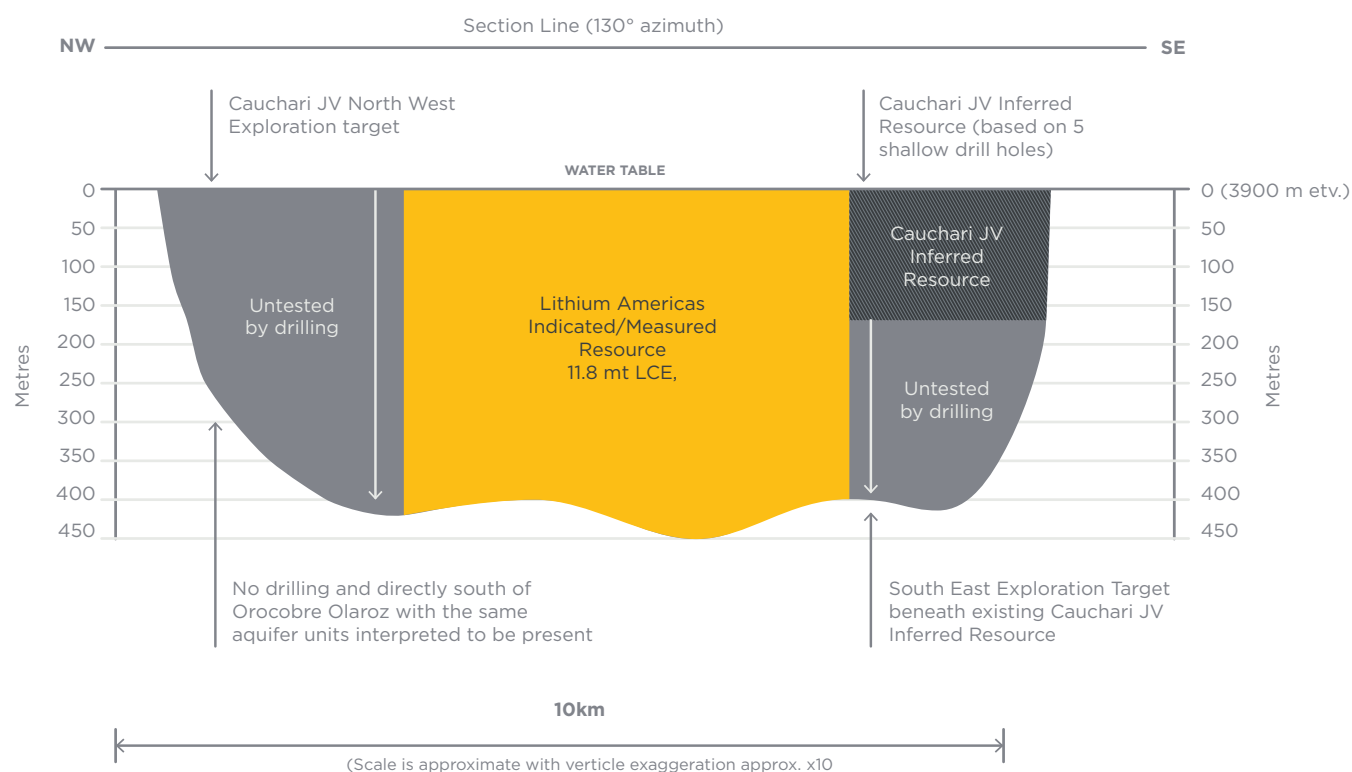 Section Line (130° azimuth)
NW
SE
Cauchari JV North West
Exploration target
Cauchari JV Inferred
Resource (based on 5
shallow drill holes)
WATER TABLE
0
50
100
150
200
250
300
350
400
450
Metres
0 (3900 m etv.)
50
100
150
200
250
300
350
400
450
Metres
Untested
by drilling
Lithium Americas
Indicated/Measured
Resource
11.8 mt LCE,
Cauchari JV
Inferred
Resource
Untested
by drilling
No drilling and directly south of
Orocobre Olaroz with the same
aquifer units interpreted to be present
South East Exploration Target
beneath existing Cauchari JV
Inferred Resource
10km
(Scale is approximate with verticle exaggeration approx. x10